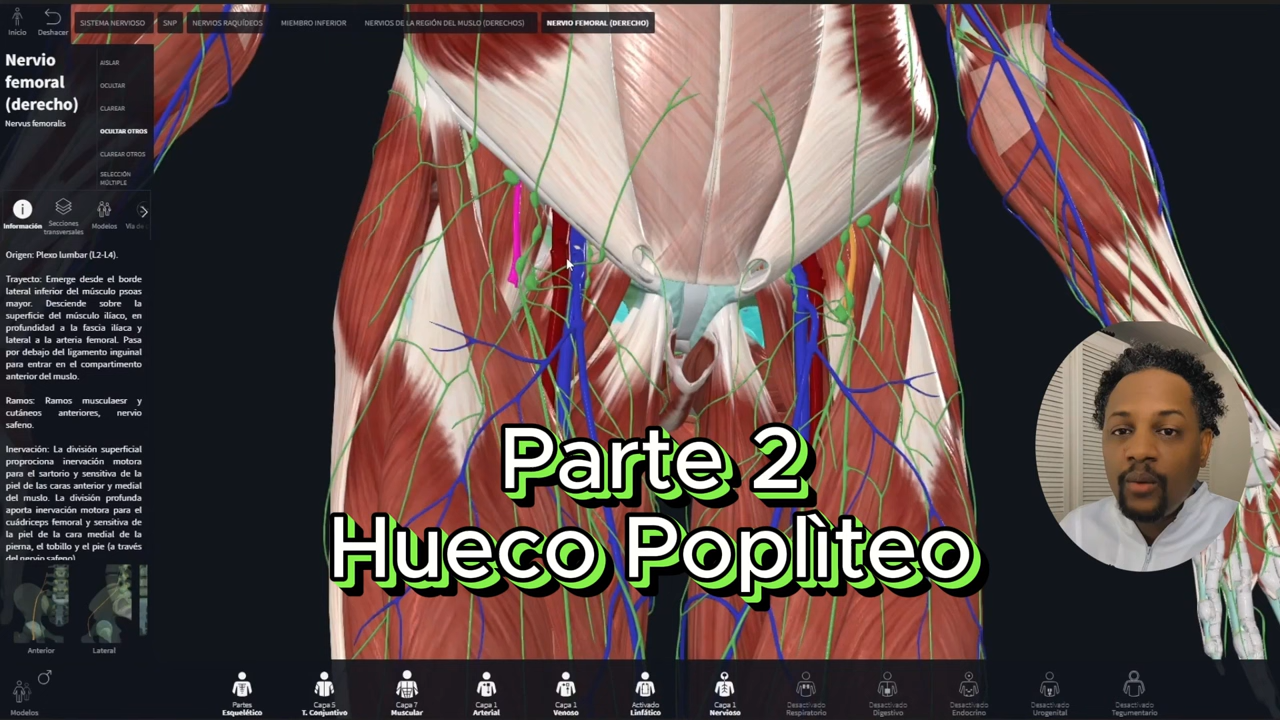 SISTEMA NERVIOSO
SNP
NERVIOS RAQUÍDEOS
MIEMBRO INFERIOR
NERVIOS DE LA REGIÓN DEL MUSLO (DERECHOS)
NERVIO FEMORAL (DERECHO)
Inicio
Deshacer
Nervio
femoral
(derecho)
Nervus femoralis
AISLAR
OCULTAR
CLAREAR
OCULTAR OTROS
CLAREAR OTROS
SELECCIÓN
MÚLTIPLE
Información
Secciones
transversales
Modelos
Vía de
Origen: Plexo lumbar (L2-L4).
Trayecto: Emerge desde el borde
lateral inferior del músculo psoas
mayor. Desciende sobre la
superficie del músculo ilíaco, en
profundidad a la fascia ilíaca y
lateral a la arteria femoral. Pasa
por debajo del ligamento inguinal
para entrar en el compartimento
anterior del muslo.
Ramos: Ramos musculaesr y
cutáneos anteriores, nervio
safeno.
Inervación: La división superficial
proprociona inervación motora
para el sartorio y sensitiva de la
piel de las caras anterior y medial
del muslo. La división profunda
aporta inervación motora para el
cuádriceps femoral y sensitiva de
la piel de la cara medial de la
pierna, el tobillo y el pie (a través
del nervio safeno)
Anterior
Lateral
Modelos
Parte 2
Hueco Poplìteo
Partes
Esquelético
Capa 5
T. Conjuntivo
Capa 7
Muscular
Capa 1
Arterial
Capa 1
Venoso
Activado
Linfático
Capa 1
Nervioso
Desactivado
Respiratorio
Desactivado
Digestivo
Desactivado
Endocrino
Desactivado
Urogenital
Desactivado
Tegumentario